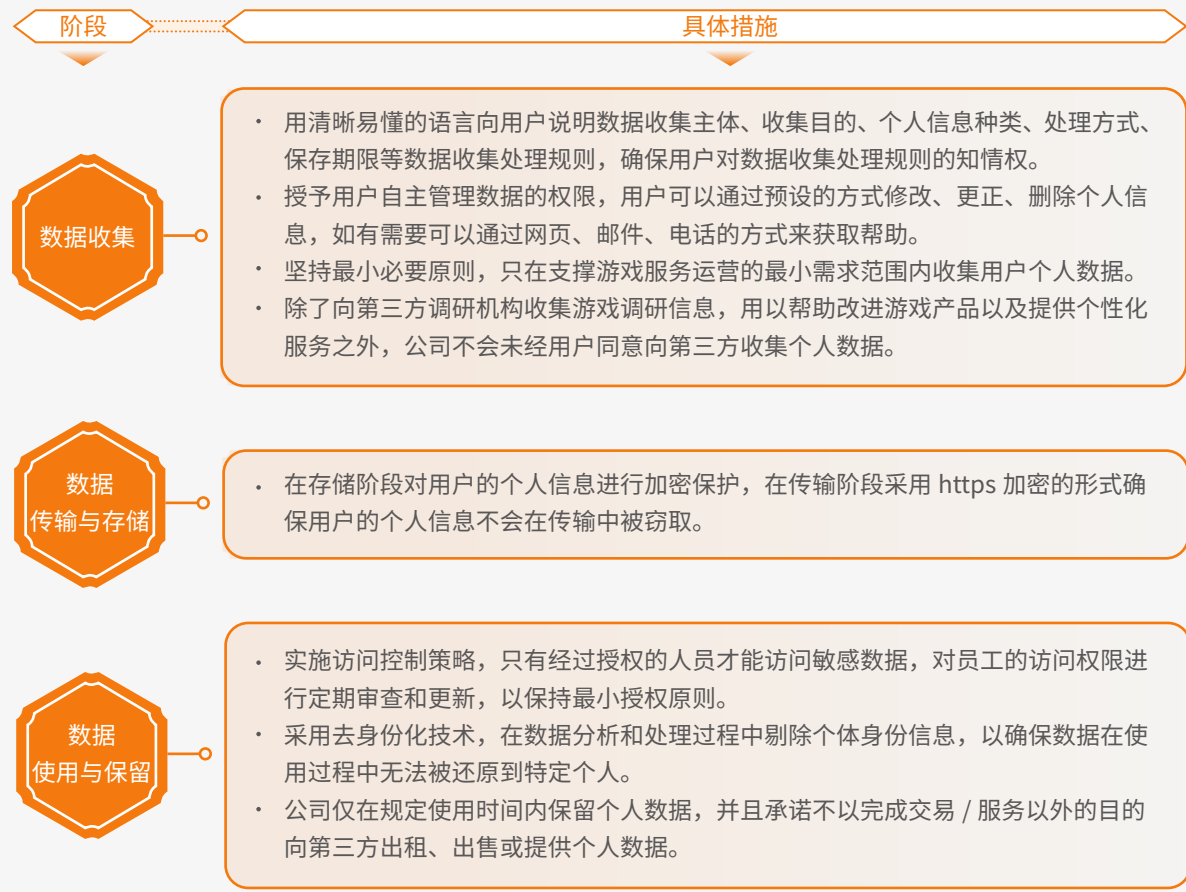 阶段
具体措施
数据收集
· 用清晰易懂的语言向用户说明数据收集主体、收集目的、个人信息种类、处理方式、
保存期限等数据收集处理规则，确保用户对数据收集处理规则的知情权。
· 授予用户自主管理数据的权限，用户可以通过预设的方式修改、更正、删除个人信
息，如有需要可以通过网页、邮件、电话的方式来获取帮助。
· 坚持最小必要原则，只在支撑游戏服务运营的最小需求范围内收集用户个人数据。
· 除了向第三方调研机构收集游戏调研信息，用以帮助改进游戏产品以及提供个性化
服务之外，公司不会未经用户同意向第三方收集个人数据。
数据
传输与存储
· 在存储阶段对用户的个人信息进行加密保护，在传输阶段采用 https 加密的形式确
保用户的个人信息不会在传输中被窃取。
数据
使用与保留
· 实施访问控制策略，只有经过授权的人员才能访问敏感数据，对员工的访问权限进
行定期审查和更新，以保持最小授权原则。
· 采用去身份化技术，在数据分析和处理过程中剔除个体身份信息，以确保数据在使
用过程中无法被还原到特定个人。
· 公司仅在规定使用时间内保留个人数据，并且承诺不以完成交易 / 服务以外的目的
向第三方出租、出售或提供个人数据。